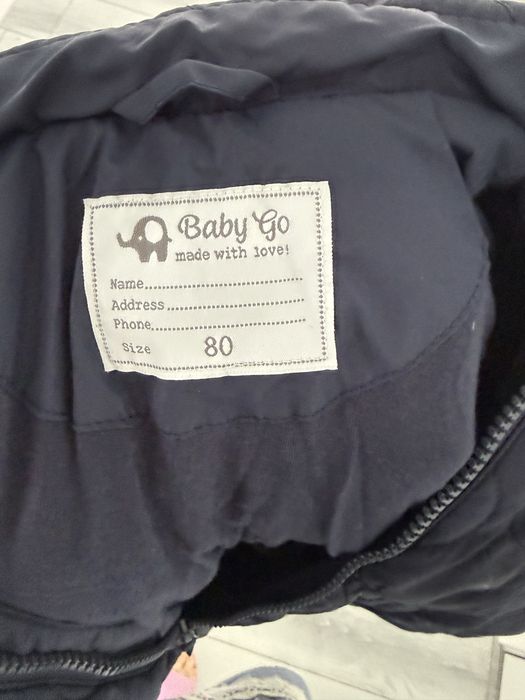 Baby Go
made with love!
Name..............................
Address..........................
Phone.............................
Size 80